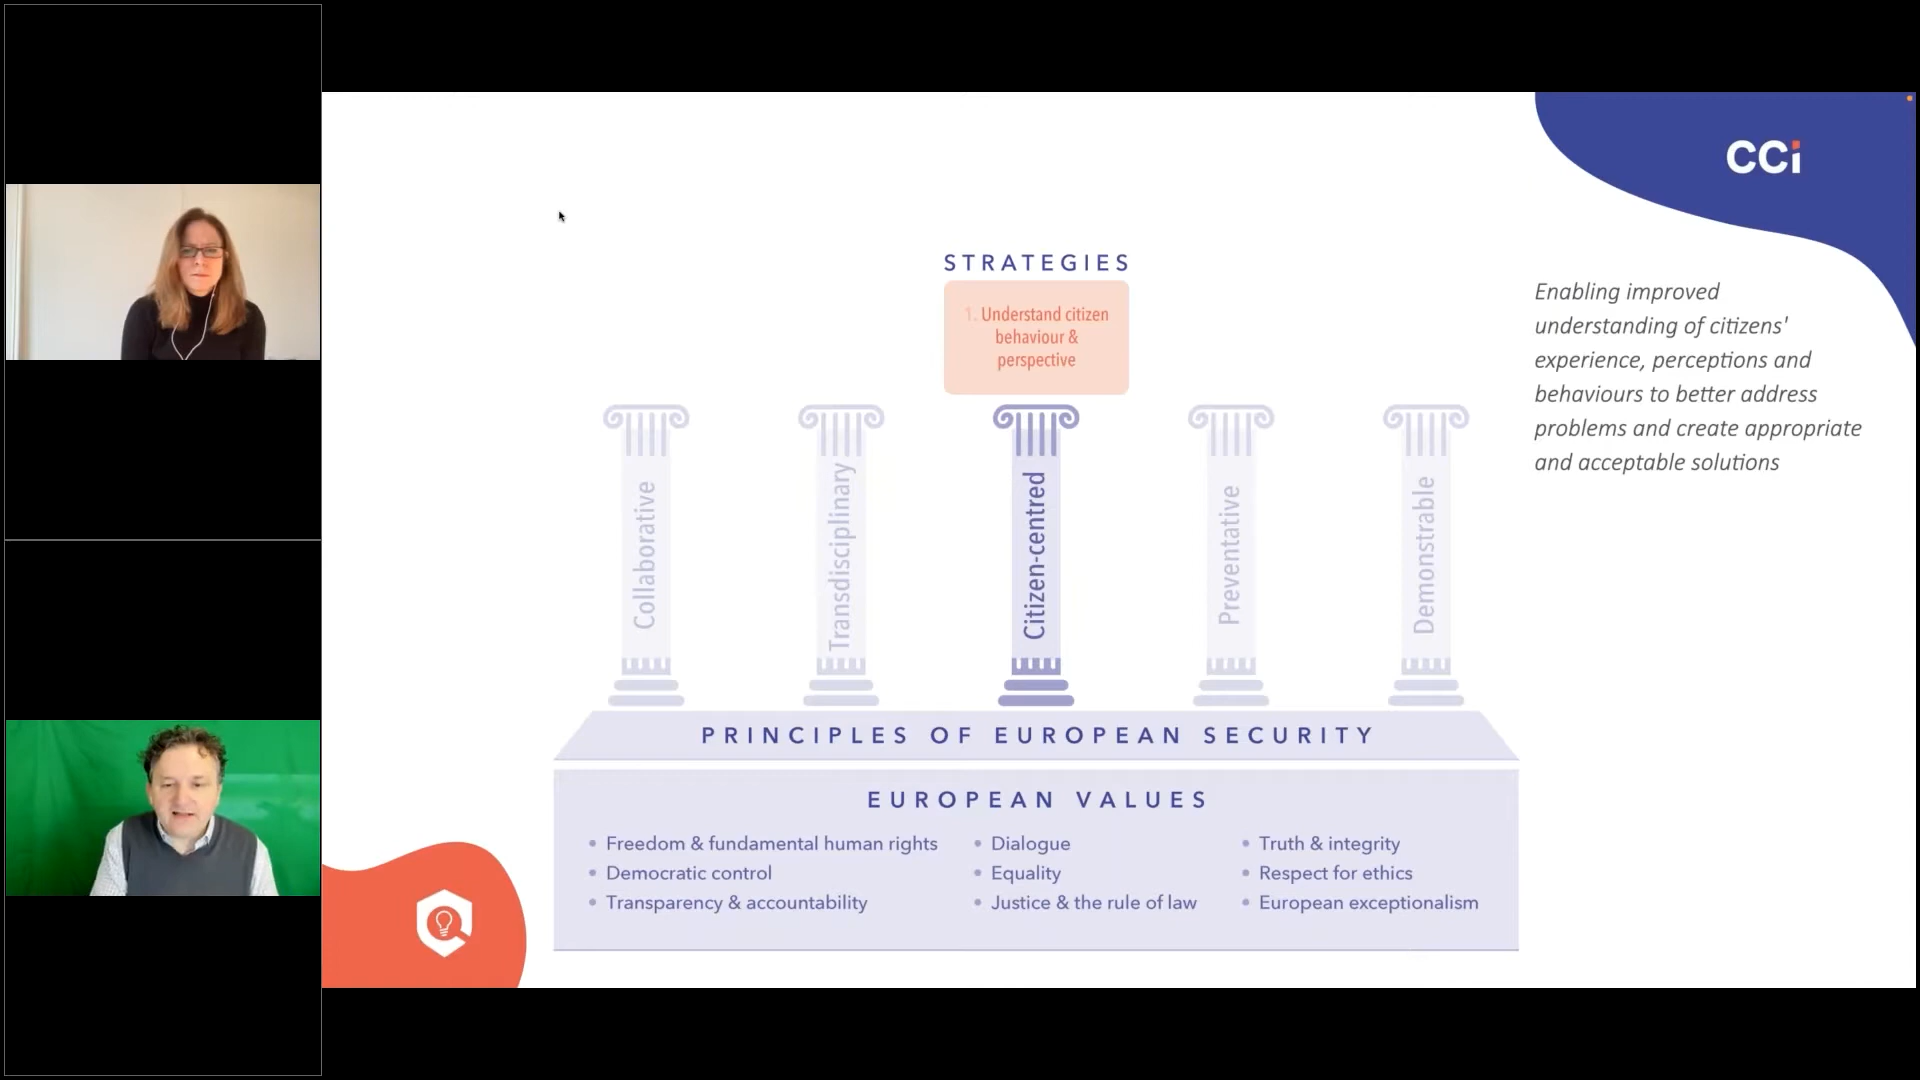 CCi
STRATEGIES
1. Understand citizen
behaviour &
perspective
Enabling improved
understanding of citizens'
experience, perceptions and
behaviours to better address
problems and create appropriate
and acceptable solutions
Collaborative
Transdisciplinary
Citizen-centred
Preventative
Demonstrable
PRINCIPLES OF EUROPEAN SECURITY
EUROPEAN VALUES
• Freedom & fundamental human rights
• Democratic control
• Transparency & accountability
• Dialogue
• Equality
• Justice & the rule of law
• Truth & integrity
• Respect for ethics
• European exceptionalism